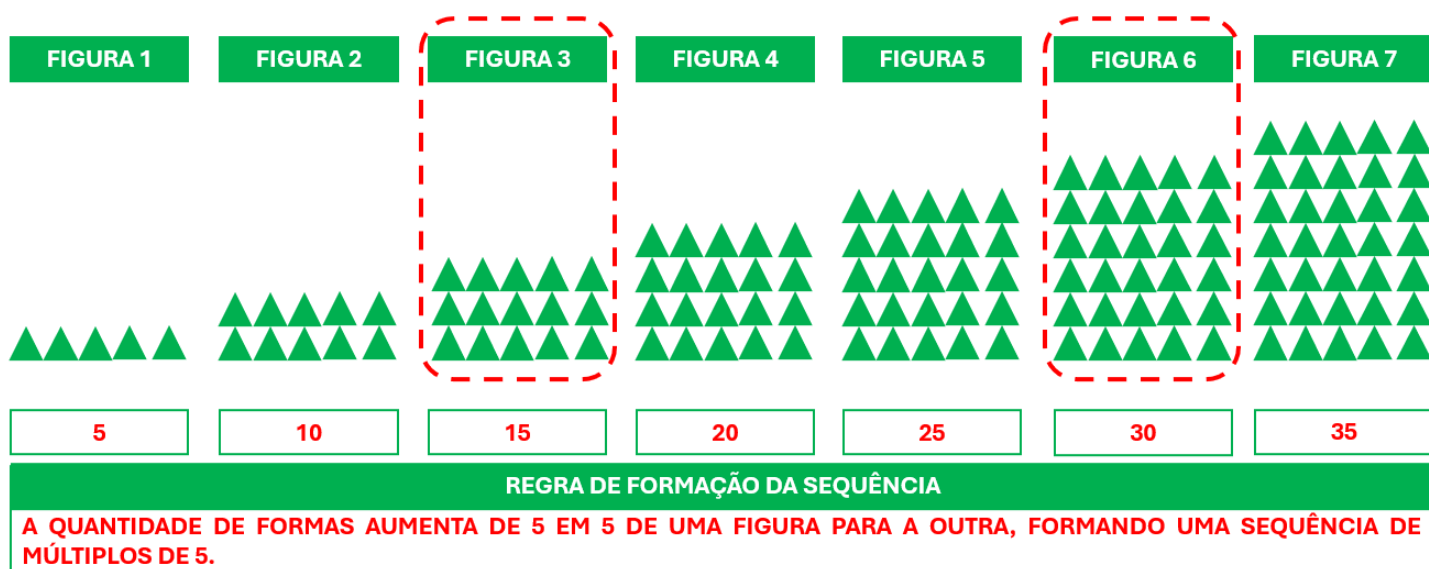 FIGURA 1
FIGURA 2
FIGURA 3
FIGURA 4
FIGURA 5
FIGURA 6
FIGURA 7
5
10
15
20
25
30
35
REGRA DE FORMAÇÃO DA SEQUÊNCIA
A QUANTIDADE DE FORMAS AUMENTA DE 5 EM 5 DE UMA FIGURA PARA A OUTRA, FORMANDO UMA SEQUÊNCIA DE
MÚLTIPLOS DE 5.